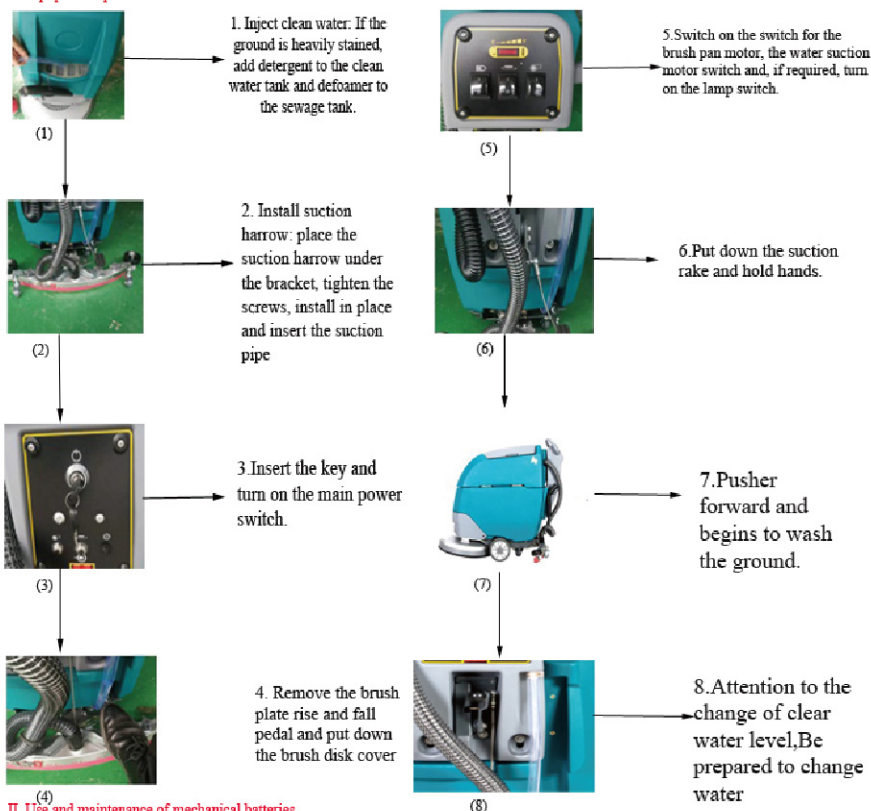 1. Inject clean water: If the
ground is heavily stained,
add detergent to the clean
water tank and defoamer to
the sewage tank.
(1)
2. Install suction
harrow: place the
suction harrow under
the bracket, tighten the
screws, install in place
and insert the suction
pipe
(2)
3.Insert the key and
turn on the main power
switch.
(3)
4. Remove the brush
plate rise and fall
pedal and put down
the brush disk cover
(4)
5.Switch on the switch for the
brush pan motor, the water suction
motor switch and, if required, turn
on the lamp switch.
(5)
6.Put down the suction
rake and hold hands.
(6)
7.Pusher
forward and
begins to wash
the ground.
(7)
8.Attention to the
change of clear
water level,Be
prepared to change
water
(8)
II. Use and maintenance of mechanical batteries